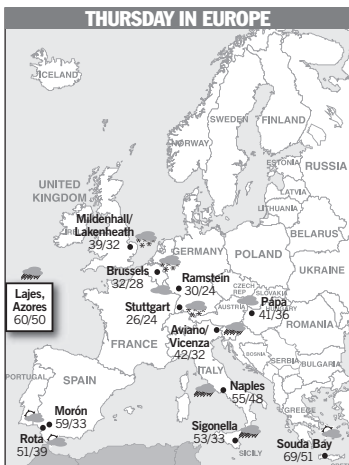 THURSDAY IN EUROPE
ICELAND
SWEDEN
FINLAND
NORWAY
ESTONIA
RUSSIA
LATVIA
LITHUANIA
UNITED
KINGDOM
BELARUS
Mildenhall/
Lakenheath
39/32
GERMANY
POLAND
UKRAINE
Brussels
32/28
Ramstein
30/24
Lajes,
Azores
60/50
CZECH
REP
SLOVAKIA
Stuttgart
26/24
AUSTRIA
Pápa
41/36
Aviano/
Vicenza
42/32
FRANCE
ROMANIA
BOSNIA
SERBIA
BULGARIA
ITALY
PORTUGAL
SPAIN
Naples
55/48
Morón
59/33
GREECE
Rota
51/39
Sigonella
53/33
SICILY
Souda Bay
69/51